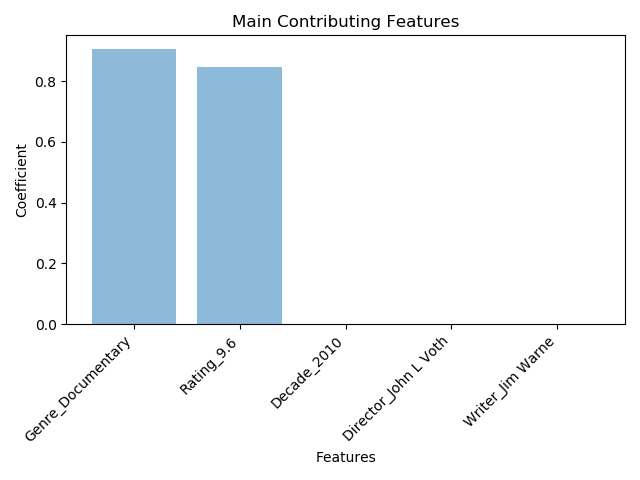 Main Contributing Features
Coefficient
0.8
0.6
0.4
0.2
0.0
Genre_Documentary
Rating_9.6
Decade_2010
Director_John L Voth
Writer_Jim Warne
Features